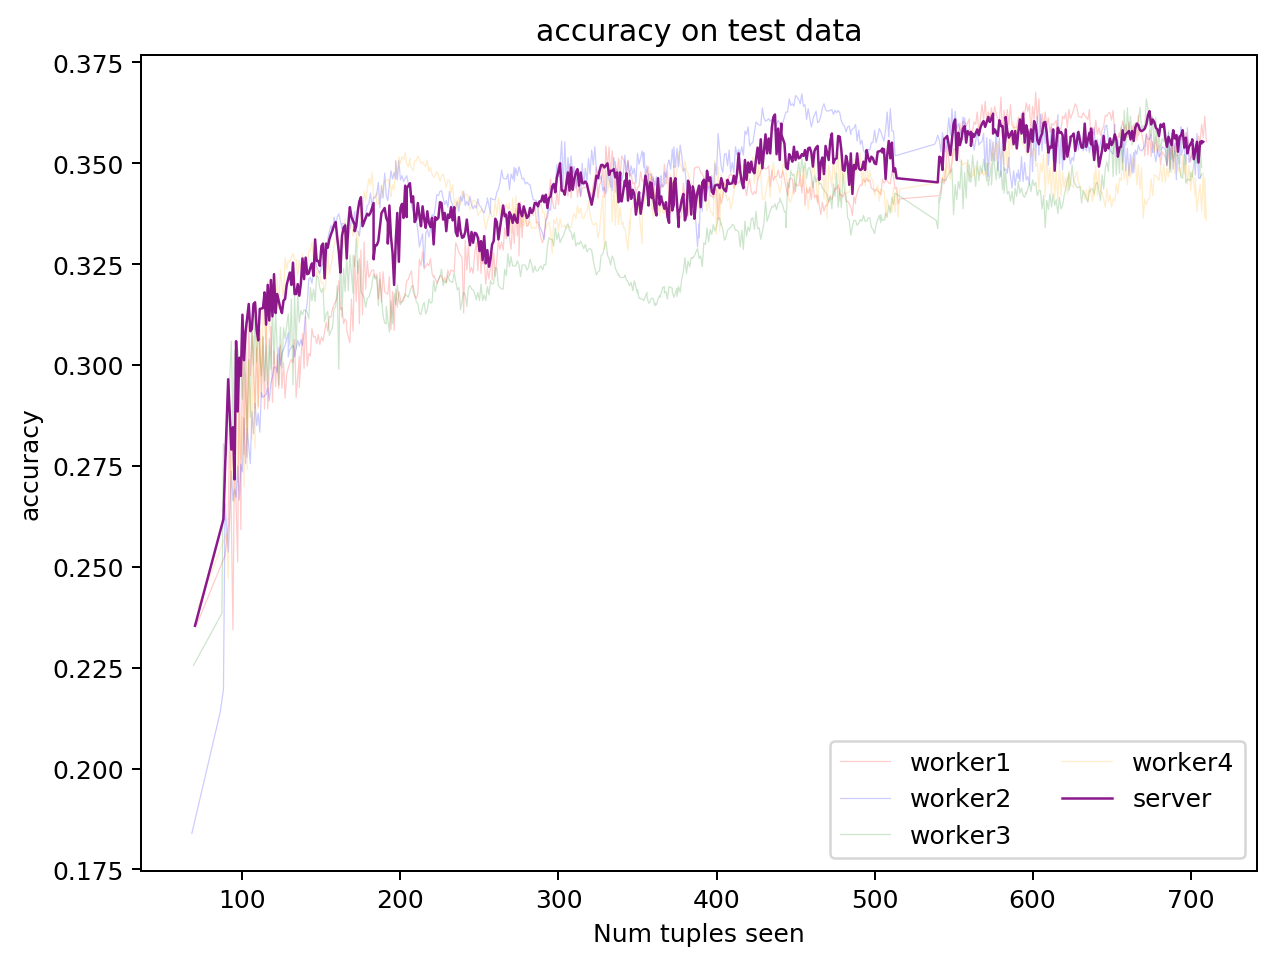 accuracy on test data
0.375
0.350
0.325
0.300
0.275
0.250
0.225
0.200
0.175
accuracy
100 200 300 400 500 600 700
Num tuples seen
worker1
worker2
worker3
worker4
server